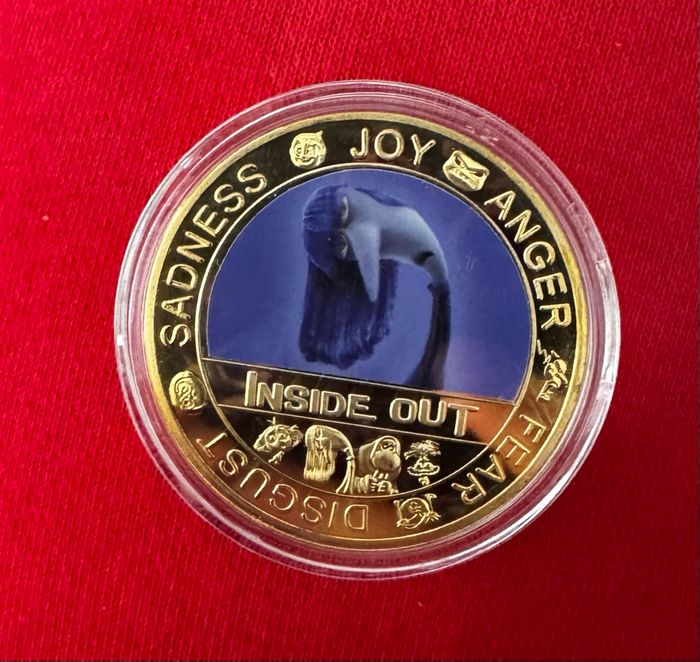 SADNESS
JOY
ANGER
FEAR
DISGUST
INSIDE OUT